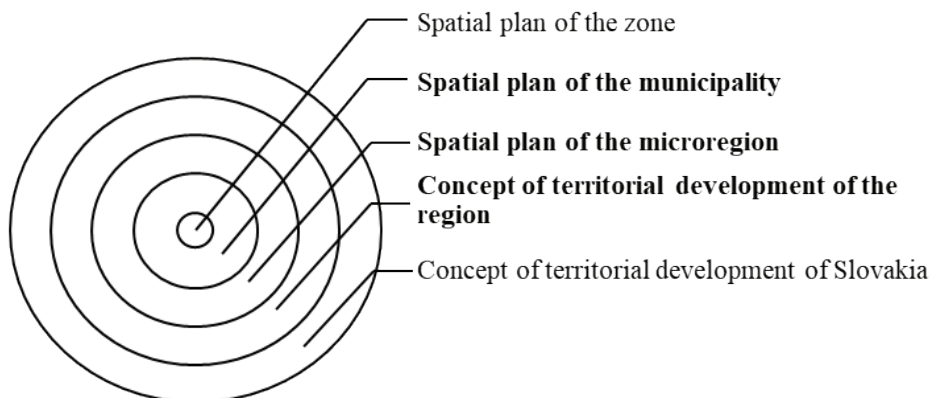 Spatial plan of the zone
Spatial plan of the municipality
Spatial plan of the microregion
Concept of territorial development of the
region
Concept of territorial development of Slovakia